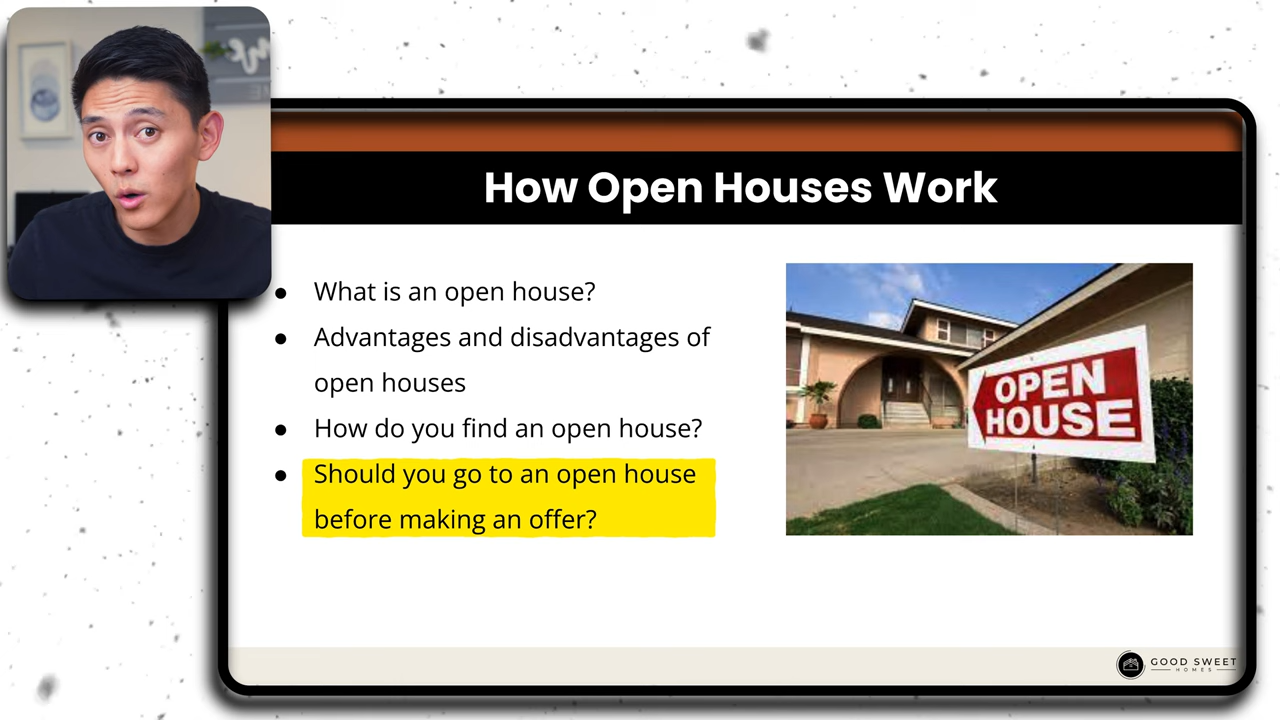 How Open Houses Work
● What is an open house?
● Advantages and disadvantages of
open houses
● How do you find an open house?
● Should you go to an open house
before making an offer?
OPEN
HOUSE
GOOD SWEET
HOMES